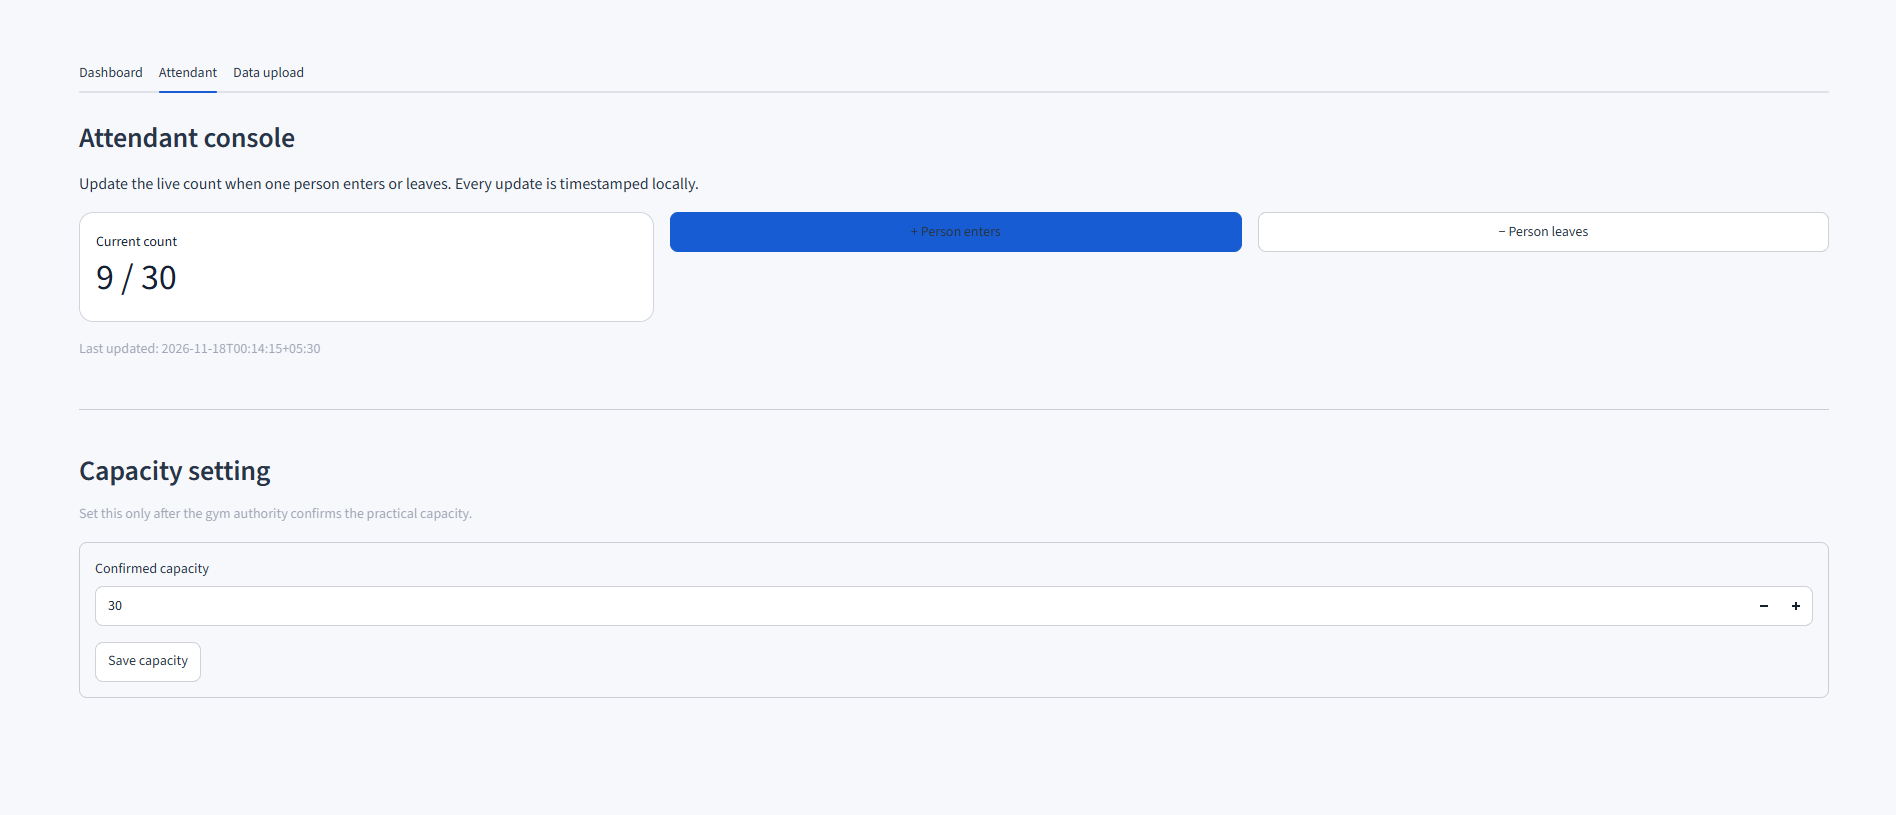 Dashboard Attendant Data upload
Attendant console
Update the live count when one person enters or leaves. Every update is timestamped locally.
Current count
9 / 30
+ Person enters
− Person leaves
Last updated: 2026-11-18T00:14:15+05:30
Capacity setting
Set this only after the gym authority confirms the practical capacity.
Confirmed capacity
30 − +
Save capacity